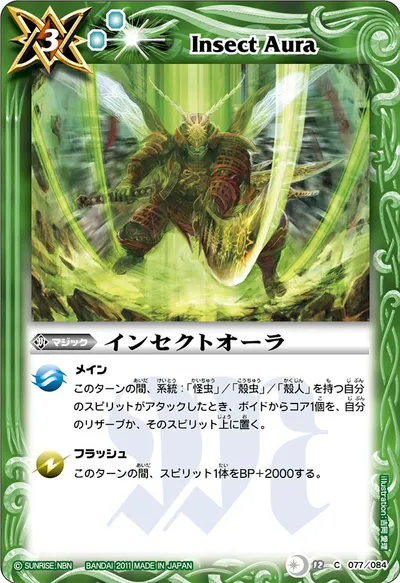 3
Insect Aura
マジック
インセクトオーラ
メイン
このターンの間、系統：「怪虫」/「殻虫」/「殻人」を持つ自分
のスピリットがアタックしたとき、ボイドからコア1個を、自分
のリザーブか、そのスピリット上に置く。
フラッシュ
このターンの間、スピリット1体をBP+2000する。
Illustration:吉岡 愛理
© SUNRISE, NBN BANDAI 2011 MADE IN JAPAN
12 C 077/084